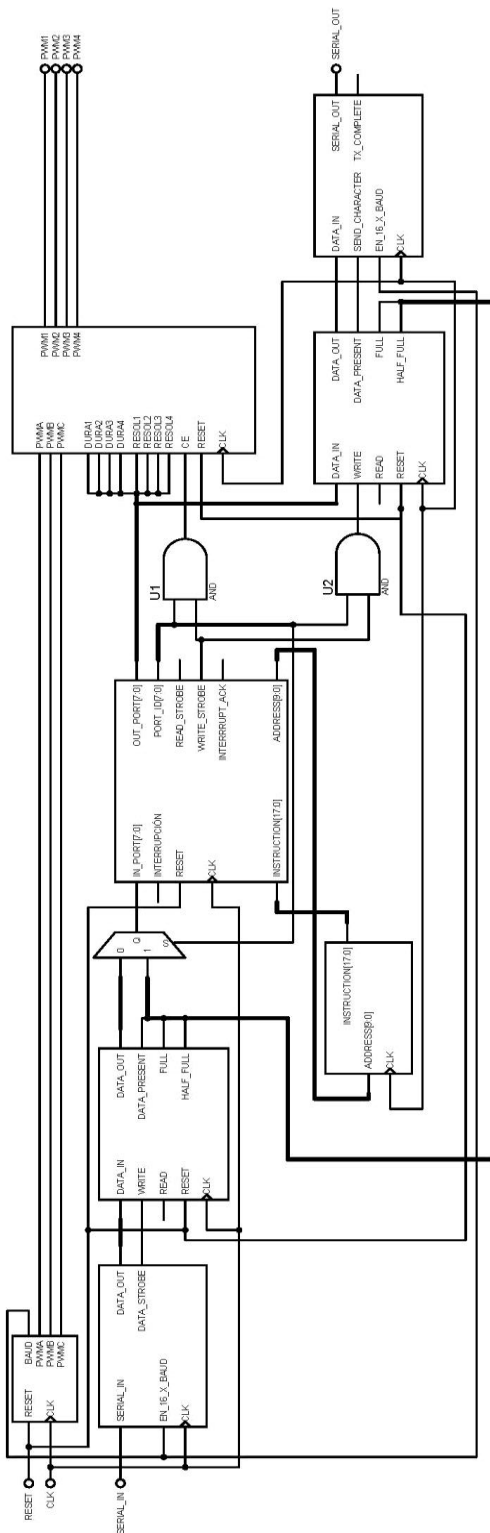 RESET
CLK
SERIAL_IN
RESET
CLK
BAUD
PWMA
PWMB
PWMC
SERIAL_IN
EN_16_X_BAUD
CLK
DATA_OUT
DATA_STROBE
DATA_IN
WRITE
READ
RESET
CLK
DATA_OUT
DATA_PRESENT
FULL
HALF_FULL
0
1
Q
S
IN_PORT[7:0]
INTERRUPCIÓN
RESET
CLK
INSTRUCTION[17:0]
OUT_PORT[7:0]
PORT_ID[7:0]
READ_STROBE
WRITE_STROBE
INTERRRUPT_ACK
ADDRESS[9:0]
ADDRESS[9:0]
CLK
INSTRUCTION[17:0]
U1
AND
U2
AND
PWMA
PWMB
PWMC
DURA1
DURA2
DURA3
DURA4
RESOL1
RESOL2
RESOL3
RESOL4
CE
RESET
CLK
PWM1
PWM2
PWM3
PWM4
PWM1
PWM2
PWM3
PWM4
DATA_IN
WRITE
READ
RESET
CLK
DATA_OUT
DATA_PRESENT
FULL
HALF_FULL
DATA_IN
SEND_CHARACTER
EN_16_X_BAUD
CLK
SERIAL_OUT
TX_COMPLETE
SERIAL_OUT